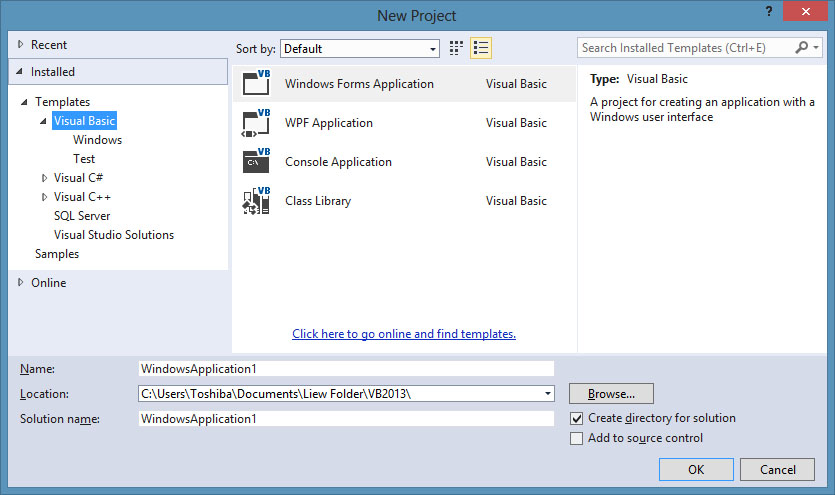 New Project
?
Recent
Installed
Templates
Visual Basic
Windows
Test
Visual C#
Visual C++
SQL Server
Visual Studio Solutions
Samples
Online
Sort by: Default
VB Windows Forms Application Visual Basic
VB WPF Application Visual Basic
VB C:\ Console Application Visual Basic
VB Class Library Visual Basic
Click here to go online and find templates.
Search Installed Templates (Ctrl+E)
Type: Visual Basic
A project for creating an application with a
Windows user interface
Name: WindowsApplication1
Location: C:\Users\Toshiba\Documents\Liew Folder\VB2013\ Browse...
Solution name: WindowsApplication1
Create directory for solution
Add to source control
OK Cancel